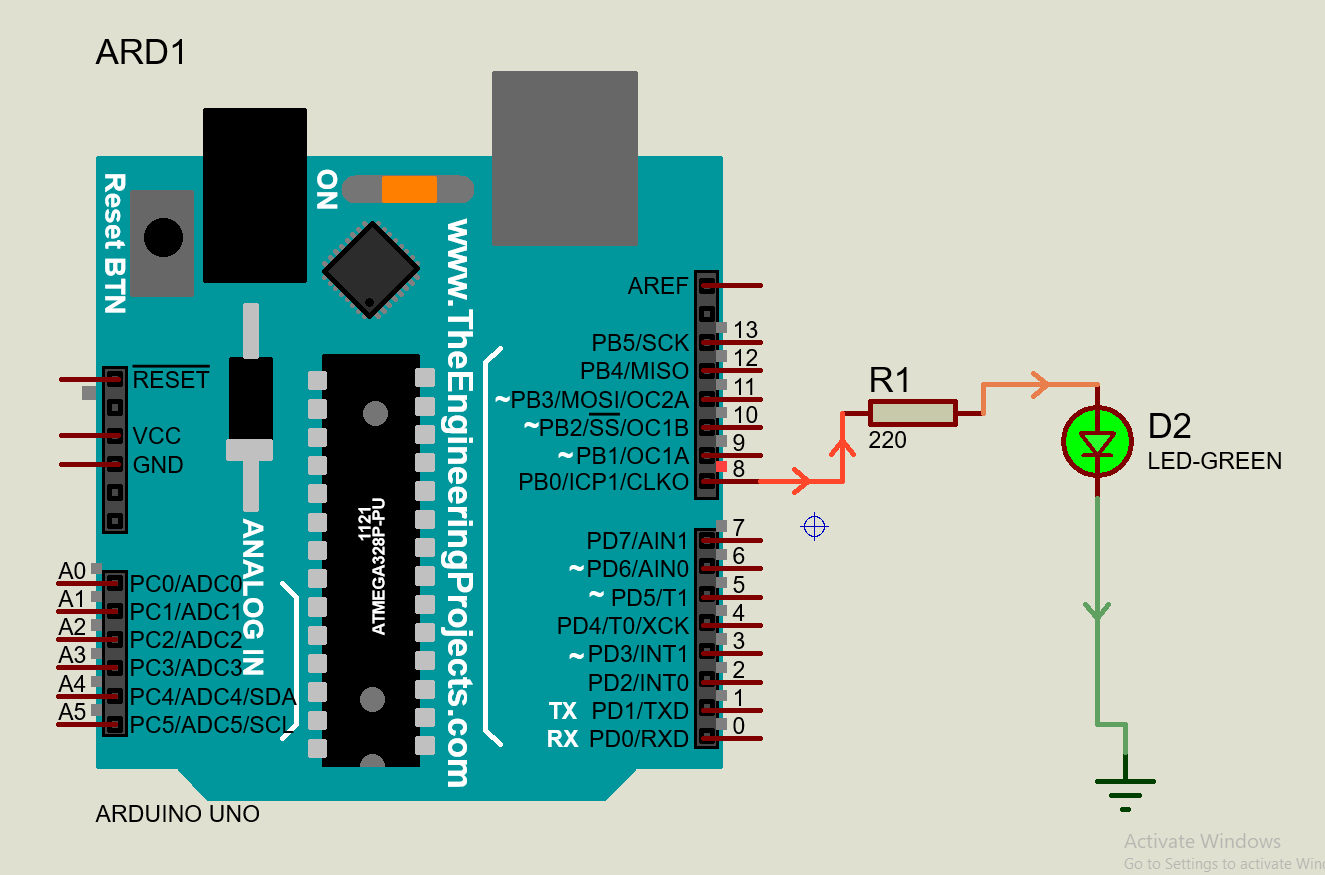 ARD1
Reset BTN
ON
www.TheEngineeringProjects.com
AREF
PB5/SCK 13
PB4/MISO 12
~PB3/MOSI/OC2A 11
~PB2/SS/OC1B 10
~PB1/OC1A 9
PB0/ICP1/CLKO 8
RESET
VCC
GND
1121
ATMEGA328P-PU
ANALOG IN
A0 PC0/ADC0
A1 PC1/ADC1
A2 PC2/ADC2
A3 PC3/ADC3
A4 PC4/ADC4/SDA
A5 PC5/ADC5/SCL
PD7/AIN1 7
~PD6/AIN0 6
~ PD5/T1 5
PD4/T0/XCK 4
~PD3/INT1 3
PD2/INT0 2
TX PD1/TXD 1
RX PD0/RXD 0
ARDUINO UNO
R1
220
D2
LED-GREEN
Activate Windows
Go to Settings to activate Win